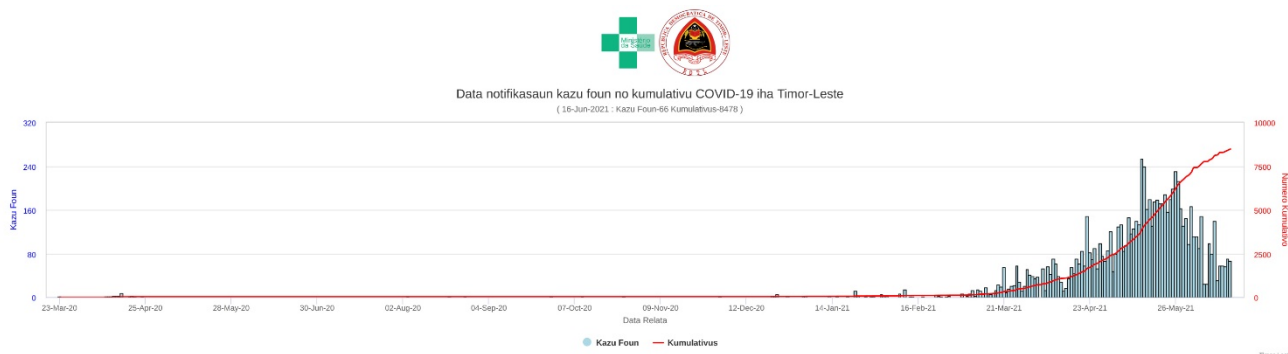 Ministério
da Saúde
Data notifikasaun kazu foun no kumulativu COVID-19 iha Timor-Leste
( 16-Jun-2021 : Kazu Foun-66 Kumulativus-8478 )
320
240
160
80
0
Kazu Foun
10000
7500
5000
2500
0
Numero Kumulativo
23-Mar-20 25-Apr-20 28-May-20 30-Jun-20 02-Aug-20 04-Sep-20 07-Oct-20 09-Nov-20 12-Dec-20 14-Jan-21 16-Feb-21 21-Mar-21 23-Apr-21 26-May-21
Data Relata
Kazu Foun Kumulativus